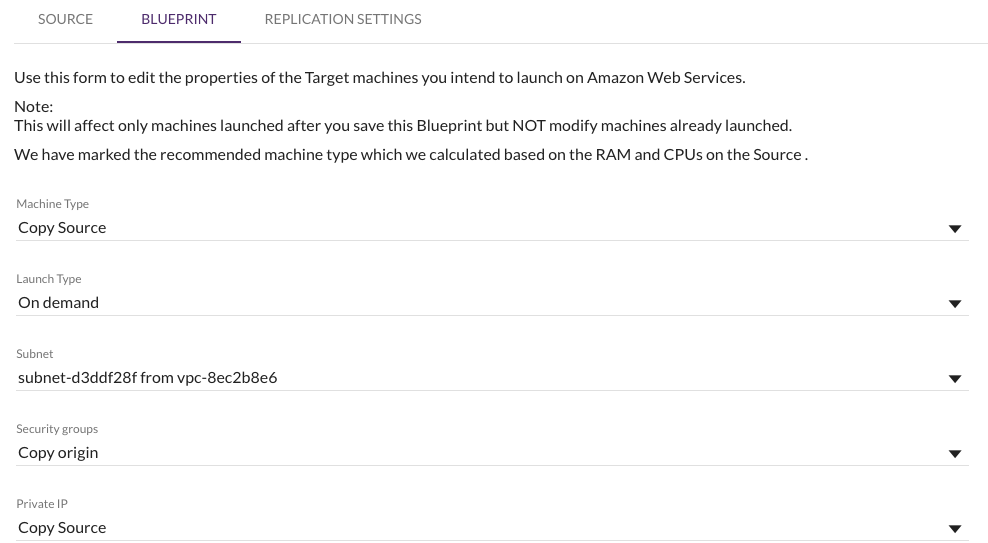 SOURCE BLUEPRINT REPLICATION SETTINGS
Use this form to edit the properties of the Target machines you intend to launch on Amazon Web Services.
Note:
This will affect only machines launched after you save this Blueprint but NOT modify machines already launched.
We have marked the recommended machine type which we calculated based on the RAM and CPUs on the Source .
Machine Type
Copy Source
Launch Type
On demand
Subnet
subnet-d3ddf28f from vpc-8ec2b8e6
Security groups
Copy origin
Private IP
Copy Source